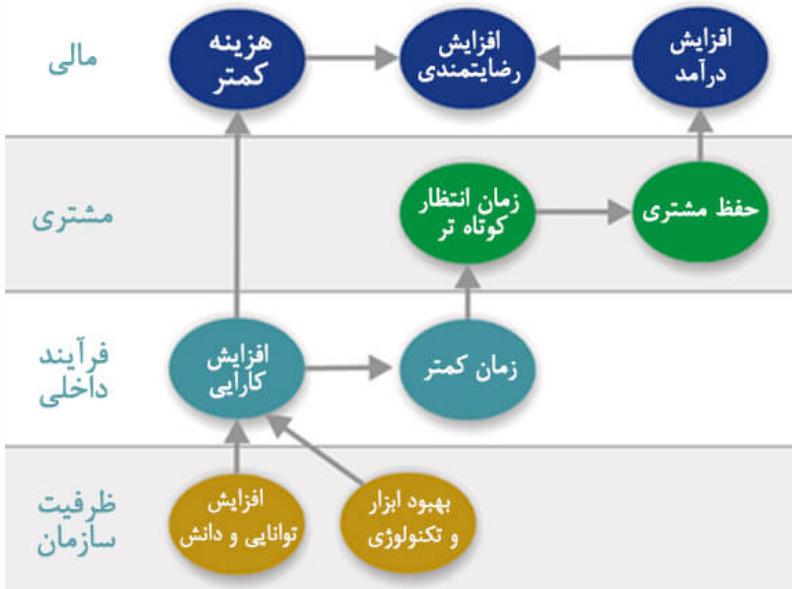 مالی
افزایش
درآمد
افزایش
رضایتمندی
هزینه
کمتر
مشتری
حفظ مشتری
زمان انتظار
کوتاه تر
فرآیند
داخلی
زمان کمتر
افزایش
کارایی
ظرفیت
سازمان
بهبود ابزار
و تکنولوژی
افزایش
توانایی و دانش